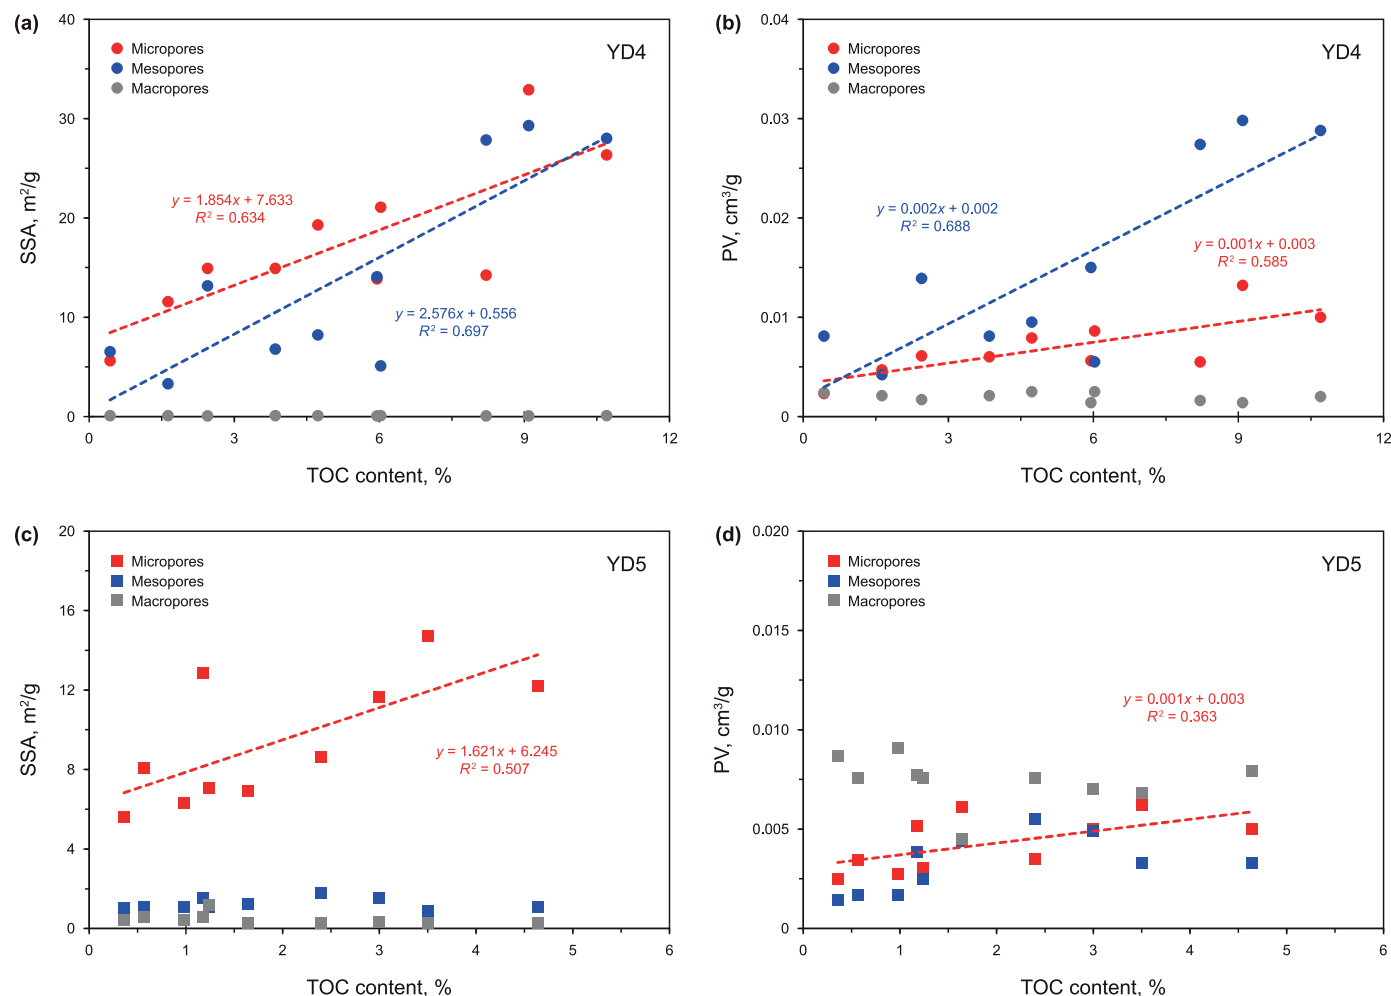 (a)
40
30
20
10
0
SSA, m²/g
Micropores
Mesopores
Macropores
YD4
y = 1.854x + 7.633
R² = 0.634
y = 2.576x + 0.556
R² = 0.697
0 3 6 9 12
TOC content, %
(b)
0.04
0.03
0.02
0.01
0
PV, cm³/g
Micropores
Mesopores
Macropores
YD4
y = 0.002x + 0.002
R² = 0.688
y = 0.001x + 0.003
R² = 0.585
0 3 6 9 12
TOC content, %
(c)
20
16
12
8
4
0
SSA, m²/g
Micropores
Mesopores
Macropores
YD5
y = 1.621x + 6.245
R² = 0.507
0 1 2 3 4 5 6
TOC content, %
(d)
0.020
0.015
0.010
0.005
0
PV, cm³/g
Micropores
Mesopores
Macropores
YD5
y = 0.001x + 0.003
R² = 0.363
0 1 2 3 4 5 6
TOC content, %